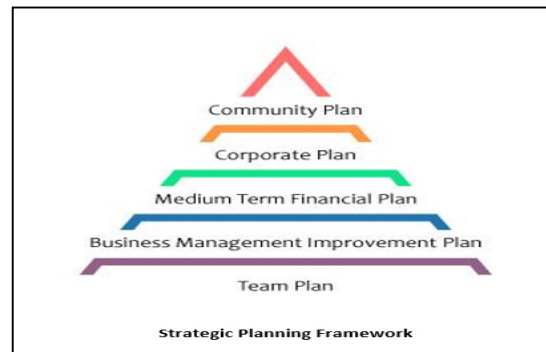 Community Plan
Corporate Plan
Medium Term Financial Plan
Business Management Improvement Plan
Team Plan
Strategic Planning Framework